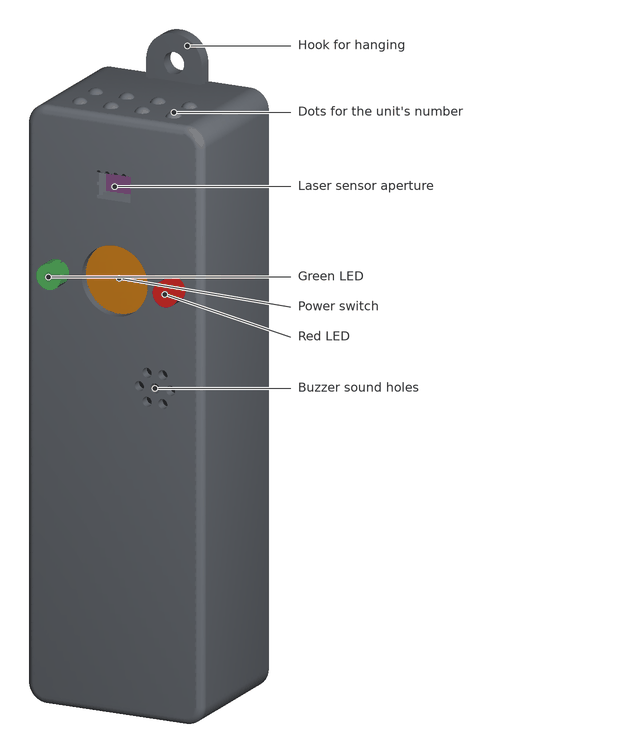 Hook for hanging
Dots for the unit's number
Laser sensor aperture
Green LED
Power switch
Red LED
Buzzer sound holes